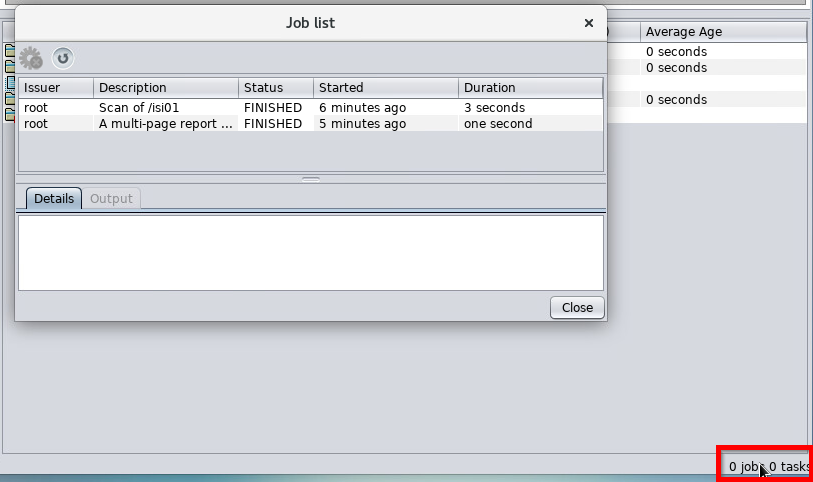 Job list
)
Average Age
0 seconds
0 seconds
0 seconds
Issuer Description Status Started Duration
root Scan of /isi01 FINISHED 6 minutes ago 3 seconds
root A multi-page report ... FINISHED 5 minutes ago one second
Details Output
Close
0 jobs 0 tasks